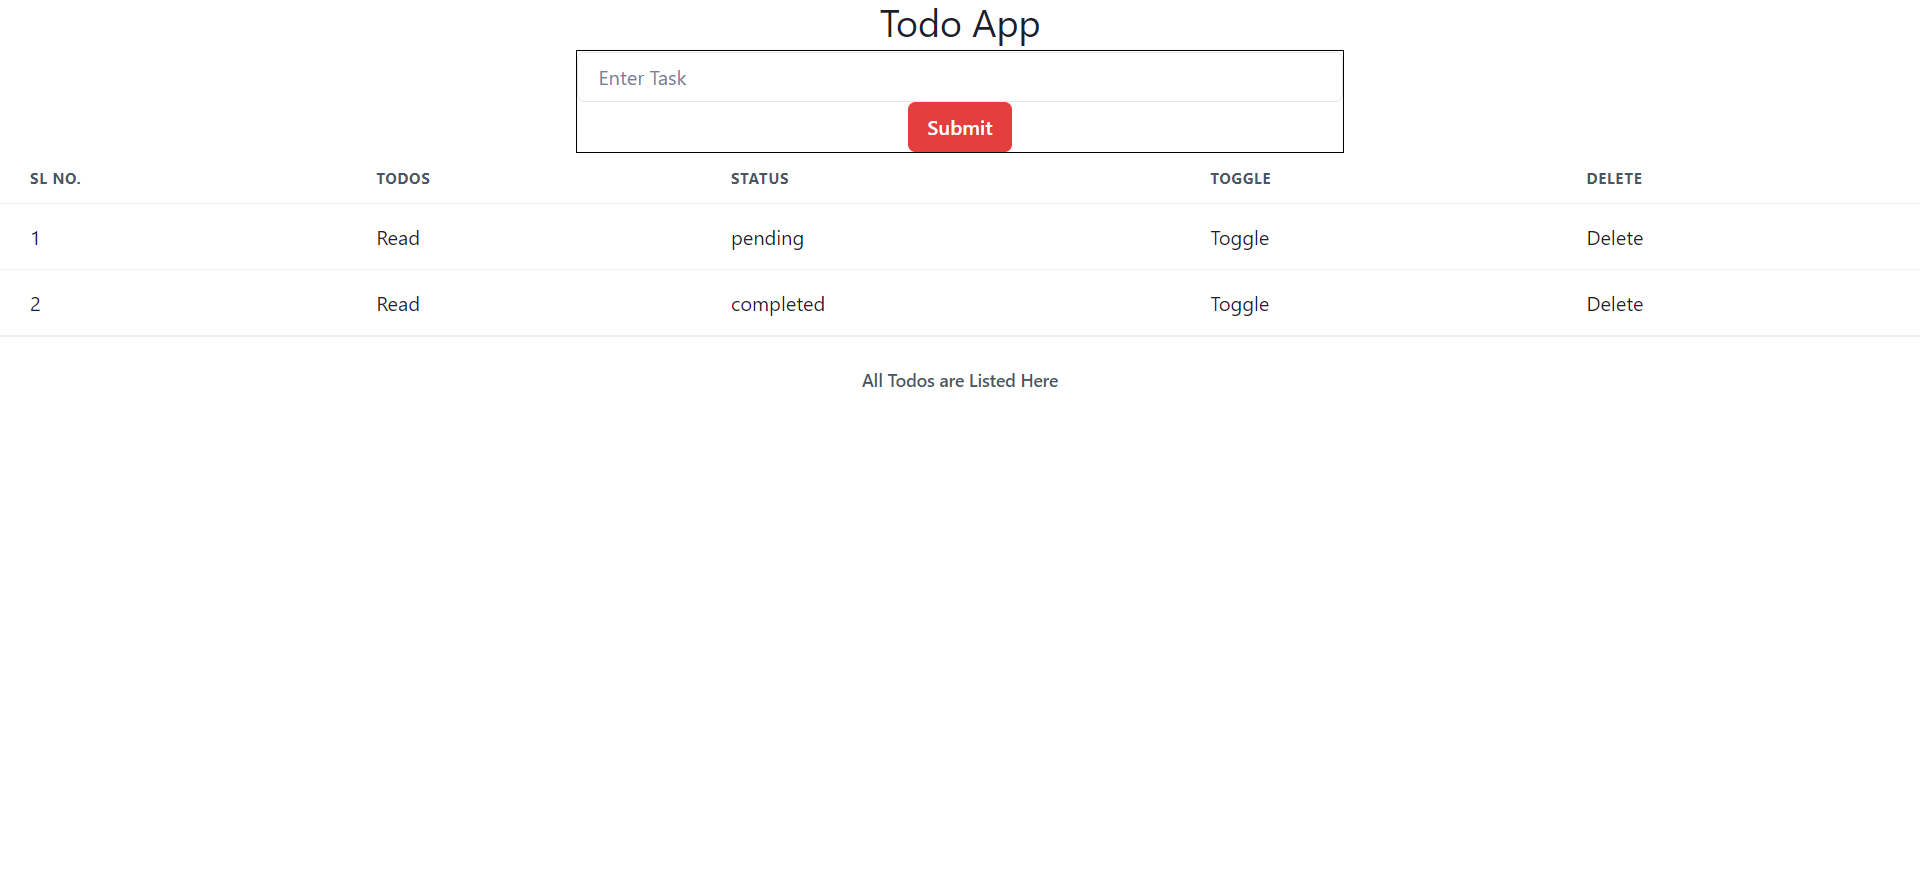 Todo App
Enter Task
Submit
SL NO. TODOS STATUS TOGGLE DELETE
1 Read pending Toggle Delete
2 Read completed Toggle Delete
All Todos are Listed Here